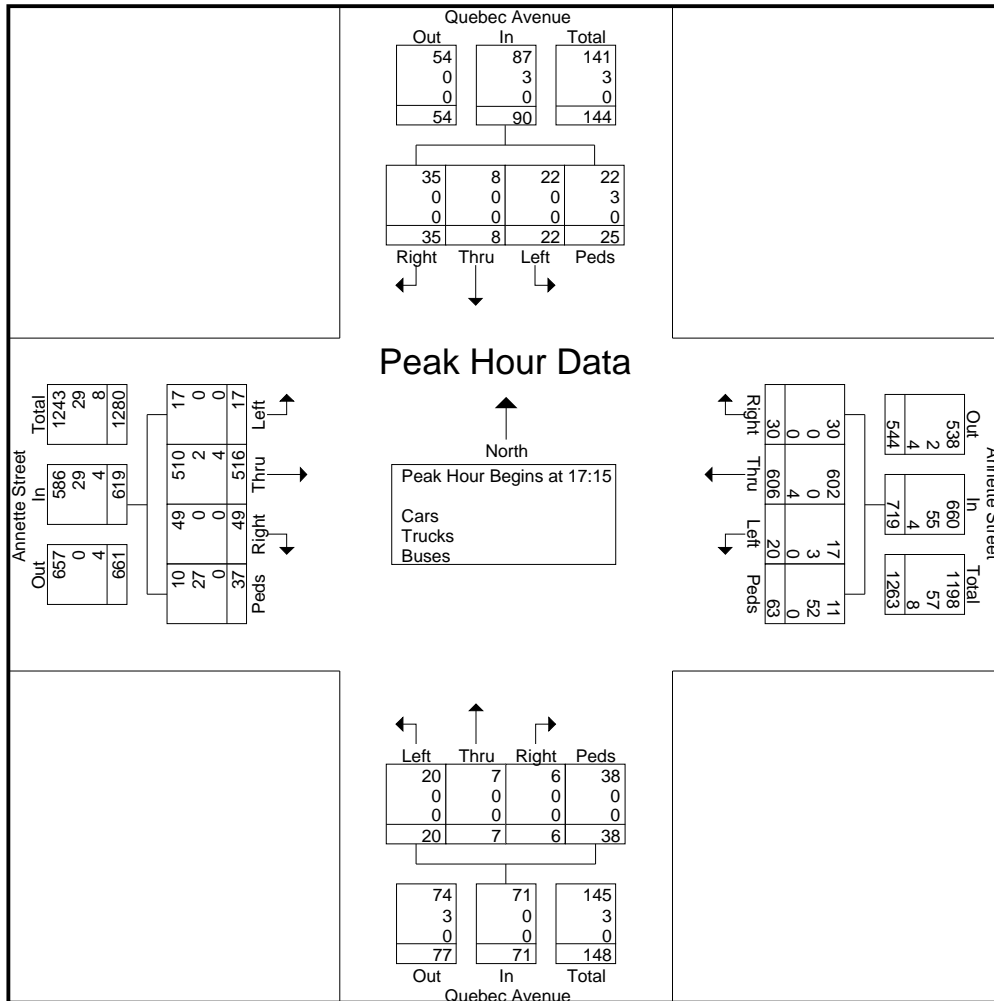 Quebec Avenue
Out In Total
54 87 141
0 3 3
0 0 0
54 90 144
35 8 22 22
0 0 0 3
0 0 0 0
35 8 22 25
Right Thru Left Peds
Peak Hour Data
North
Peak Hour Begins at 17:15
Cars
Trucks
Buses
Annette Street
Total In Out
1243 586 657
29 29 0
8 4 4
1280 619 661
17 510 49 10
0 2 0 27
0 4 0 0
17 516 49 37
Left Thru Right Peds
Annette Street
Out In Total
538 660 1198
2 55 57
4 4 8
544 719 1263
30 602 17 11
0 0 3 52
0 4 0 0
30 606 20 63
Right Thru Left Peds
Left Thru Right Peds
20 7 6 38
0 0 0 0
0 0 0 0
20 7 6 38
74 71 145
3 0 3
0 0 0
77 71 148
Out In Total
Quebec Avenue